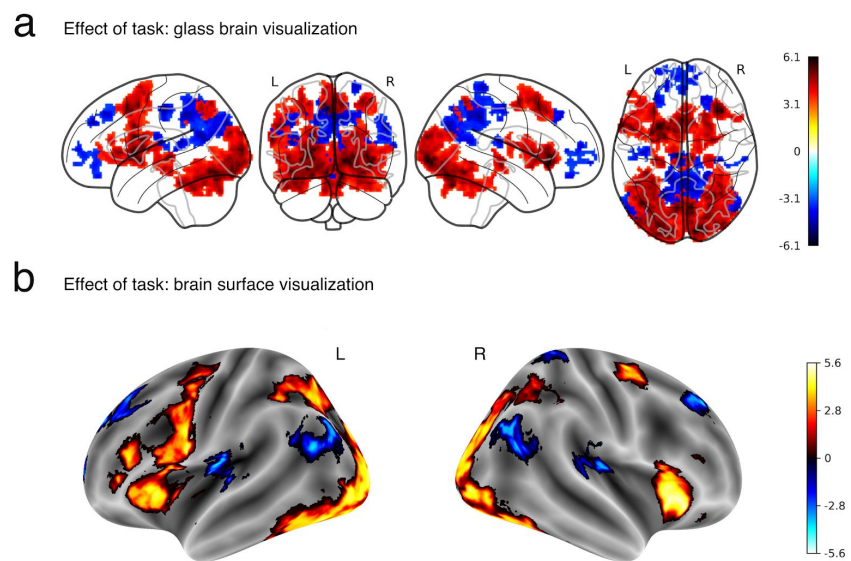 a
Effect of task: glass brain visualization
L
R
L
R
6.1
3.1
0
-3.1
-6.1
b
Effect of task: brain surface visualization
L
R
5.6
2.8
0
-2.8
-5.6